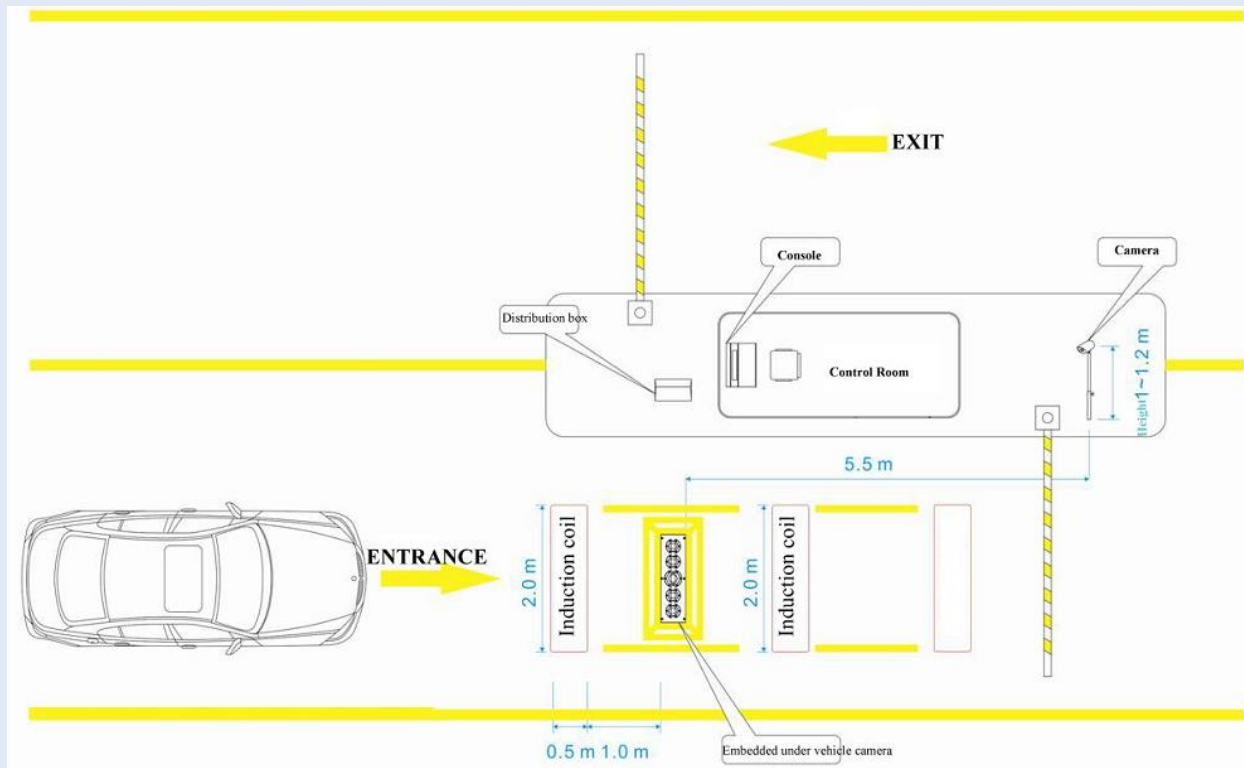 EXIT
Console
Camera
Distribution box
Control Room
Height1~1.2 m
5.5 m
ENTRANCE
2.0 m
Induction coil
2.0 m
Induction coil
0.5 m 1.0 m
Embedded under vehicle camera